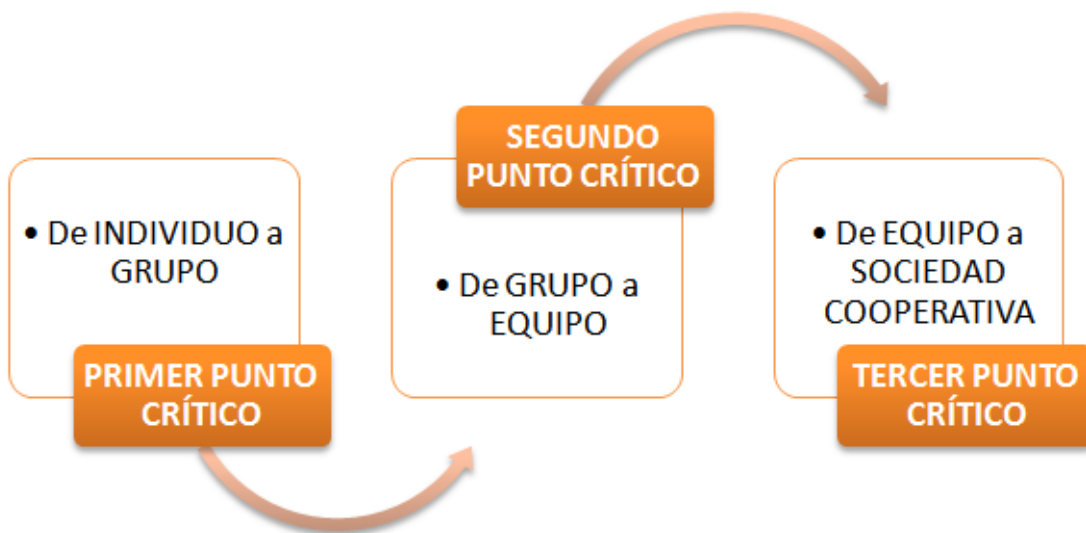 • De INDIVIDUO a
GRUPO
PRIMER PUNTO
CRÍTICO
SEGUNDO
PUNTO CRÍTICO
• De GRUPO a
EQUIPO
• De EQUIPO a
SOCIEDAD
COOPERATIVA
TERCER PUNTO
CRÍTICO